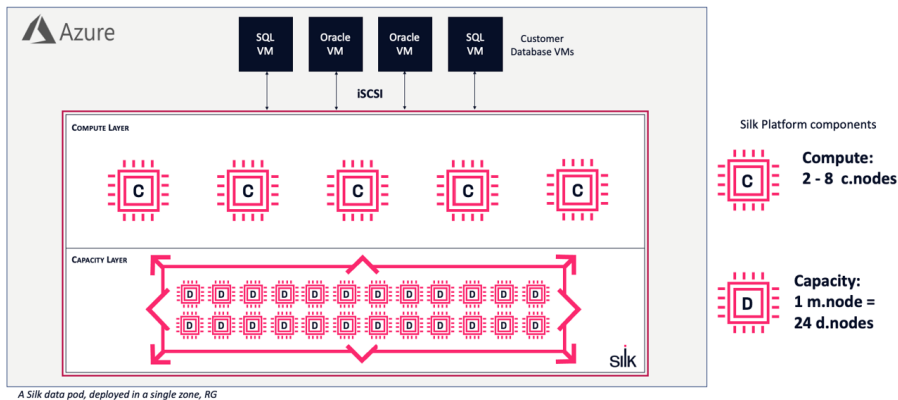 Azure
SQL
VM
Oracle
VM
Oracle
VM
SQL
VM
Customer
Database VMs
iSCSI
COMPUTE LAYER
C C C C C
CAPACITY LAYER
D D D D D D D D D D D D
D D D D D D D D D D D D
SILK
A Silk data pod, deployed in a single zone, RG
Silk Platform components
C
Compute:
2 - 8 c.nodes
D
Capacity:
1 m.node =
24 d.nodes